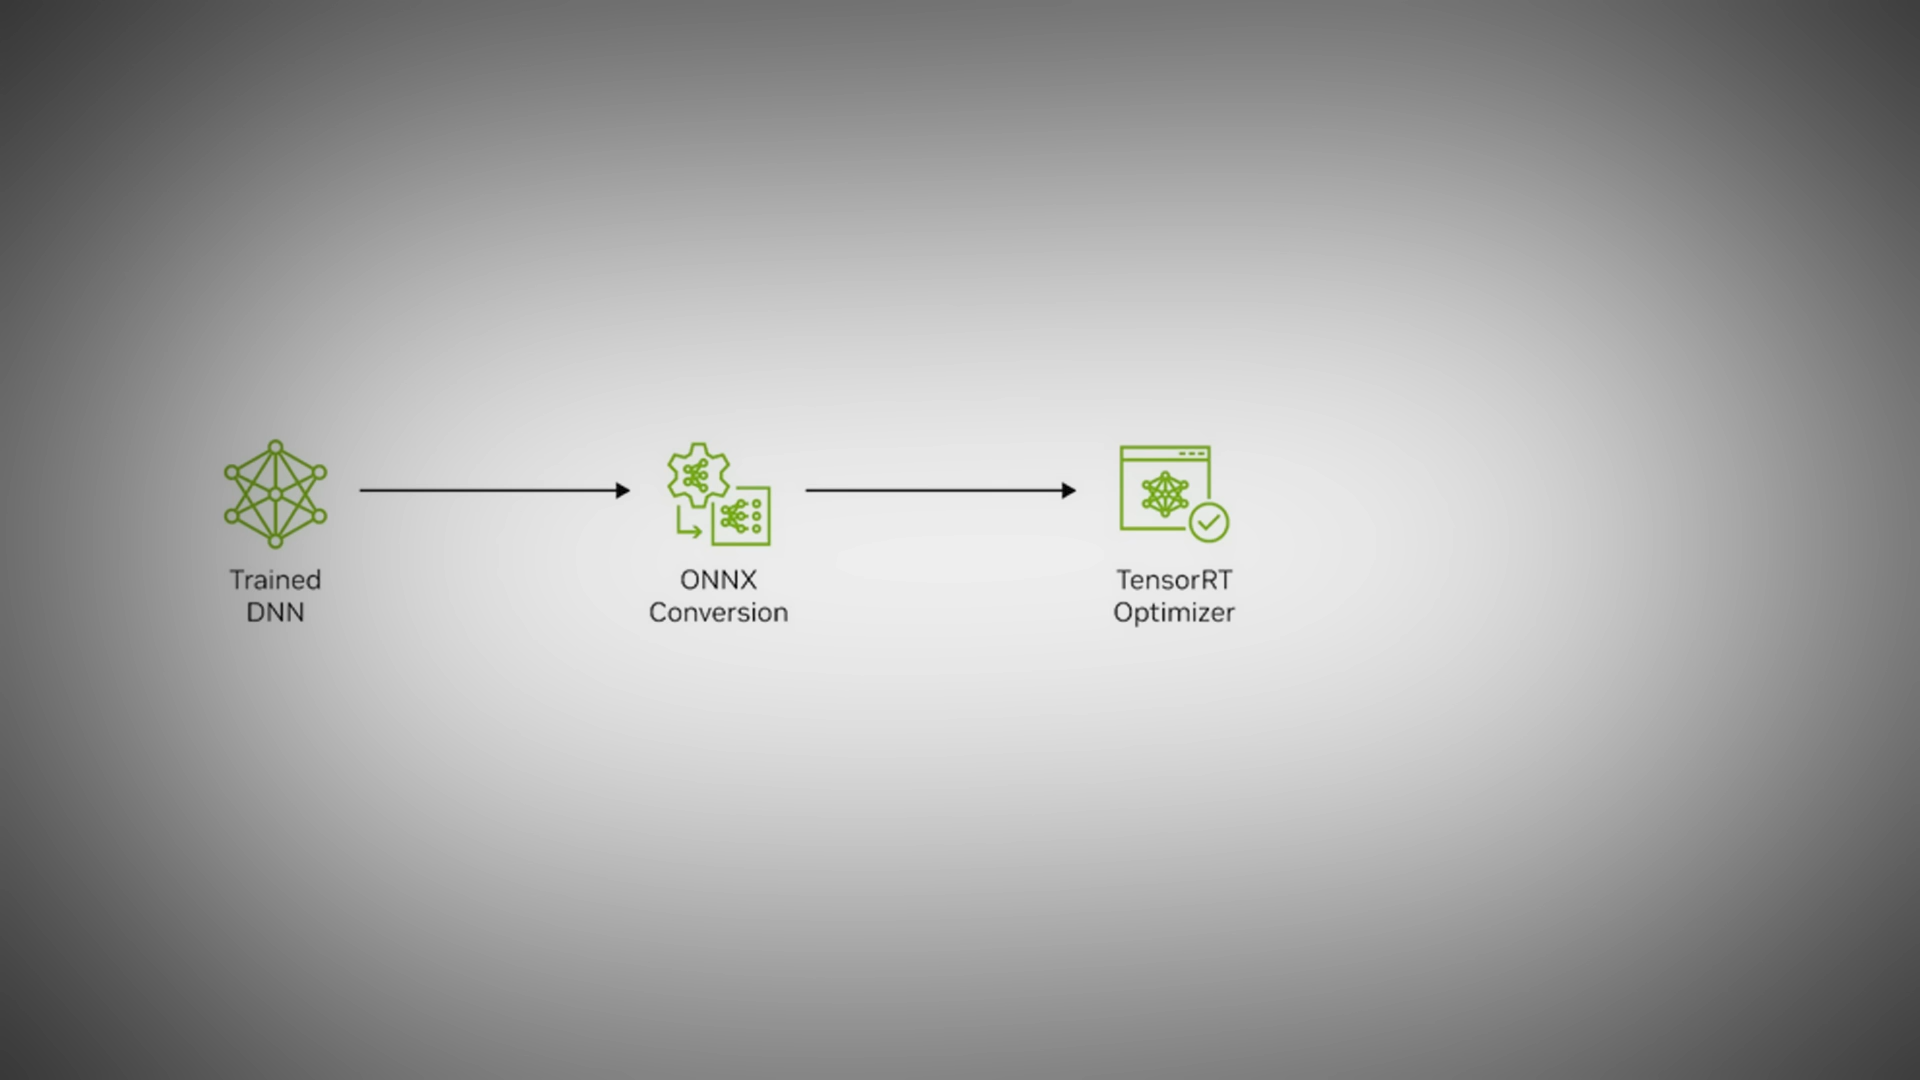 Trained
DNN
ONNX
Conversion
TensorRT
Optimizer